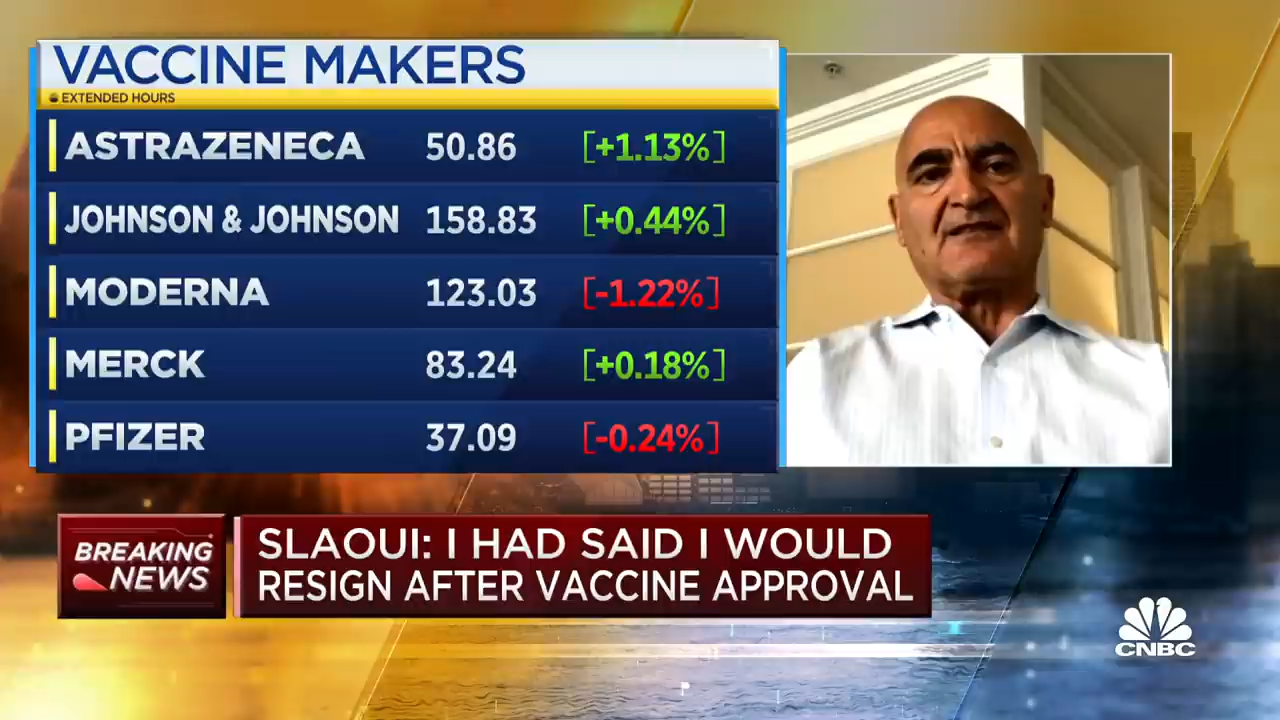 VACCINE MAKERS
EXTENDED HOURS
ASTRAZENECA 50.86 [+1.13%]
JOHNSON & JOHNSON 158.83 [+0.44%]
MODERNA 123.03 [-1.22%]
MERCK 83.24 [+0.18%]
PFIZER 37.09 [-0.24%]
BREAKING
NEWS
SLAOUI: I HAD SAID I WOULD
RESIGN AFTER VACCINE APPROVAL
CNBC